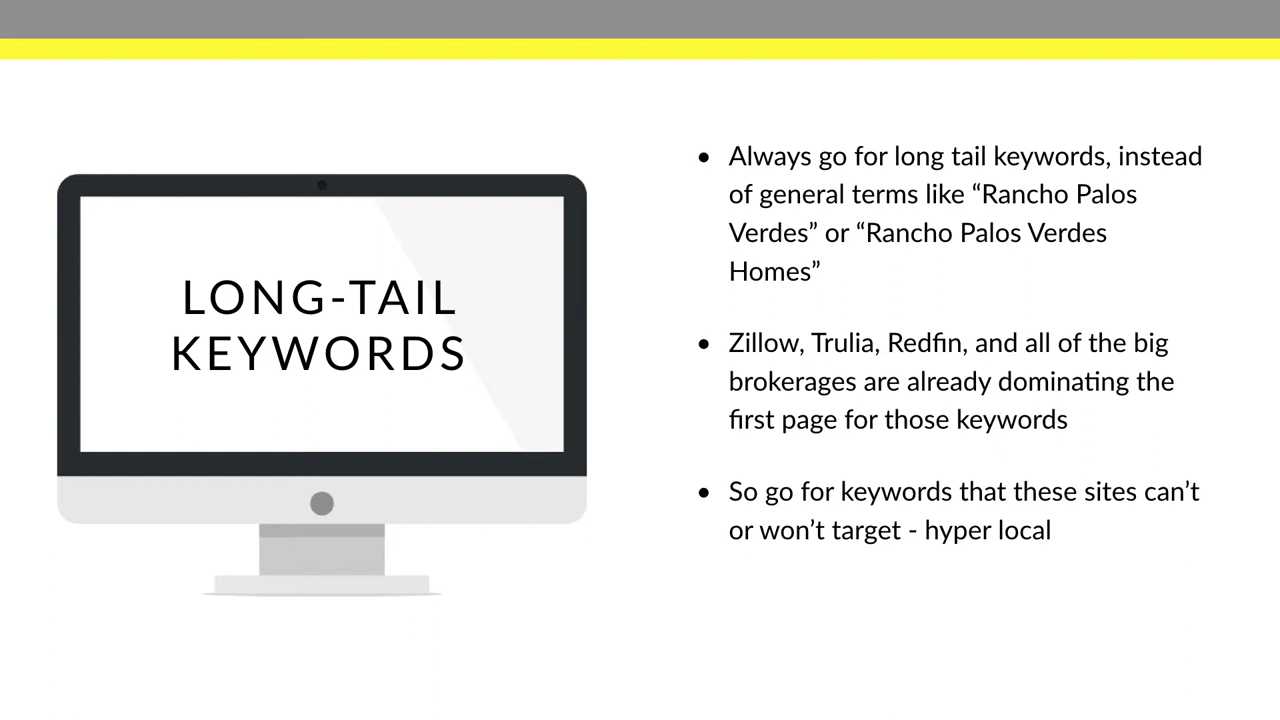 LONG-TAIL
KEYWORDS
• Always go for long tail keywords, instead
of general terms like “Rancho Palos
Verdes” or “Rancho Palos Verdes
Homes”
• Zillow, Trulia, Redfin, and all of the big
brokerages are already dominating the
first page for those keywords
• So go for keywords that these sites can’t
or won’t target - hyper local